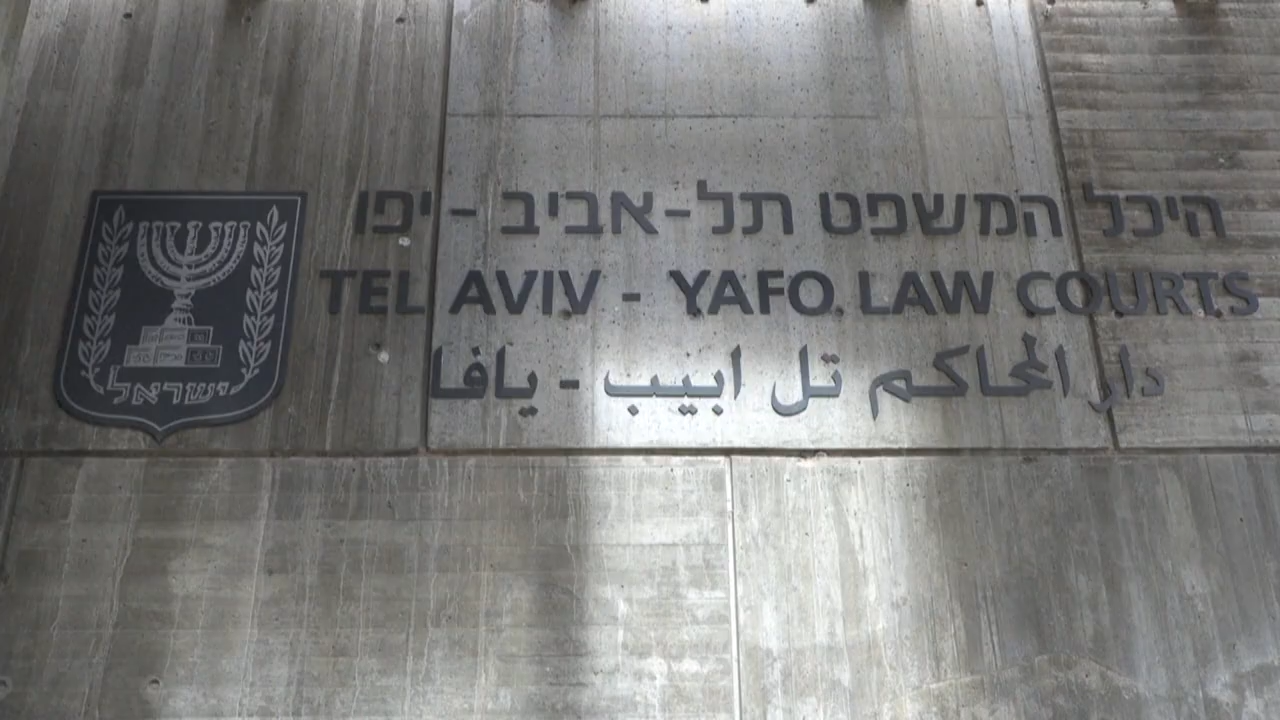 היכל המשפט תל-אביב - יפו
TEL AVIV - YAFO LAW COURTS
دار المحاكم تل ابيب - يافا
ישראל